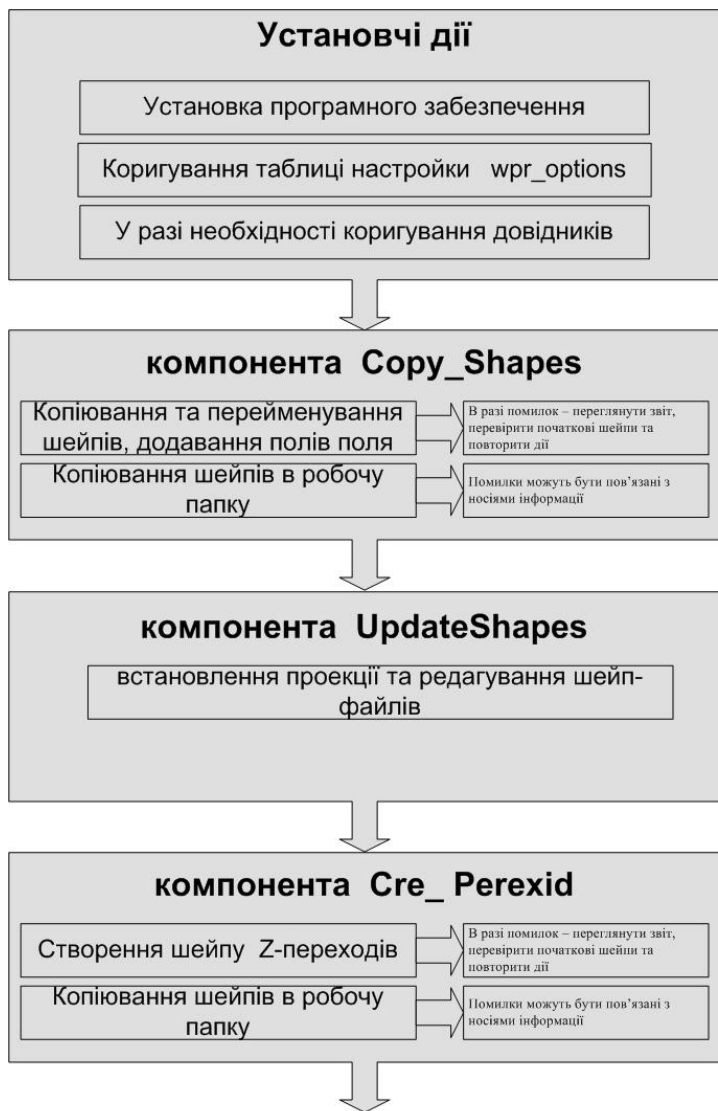 Установчі дії
Установка програмного забезпечення
Коригування таблиці настройки wpr_options
У разі необхідності коригування довідників
компонента Copy_Shapes
Копіювання та перейменування
шейпів, додавання полів поля
В разі помилок – переглянути звіт,
перевірити початкові шейпи та
повторити дії
Копіювання шейпів в робочу
папку
Помилки можуть бути пов’язані з
носіями інформації
компонента UpdateShapes
встановлення проекції та редагування шейп-
файлів
компонента Cre_ Perexid
Створення шейпу Z-переходів
В разі помилок – переглянути звіт,
перевірити початкові шейпи та
повторити дії
Копіювання шейпів в робочу
папку
Помилки можуть бути пов’язані з
носіями інформації